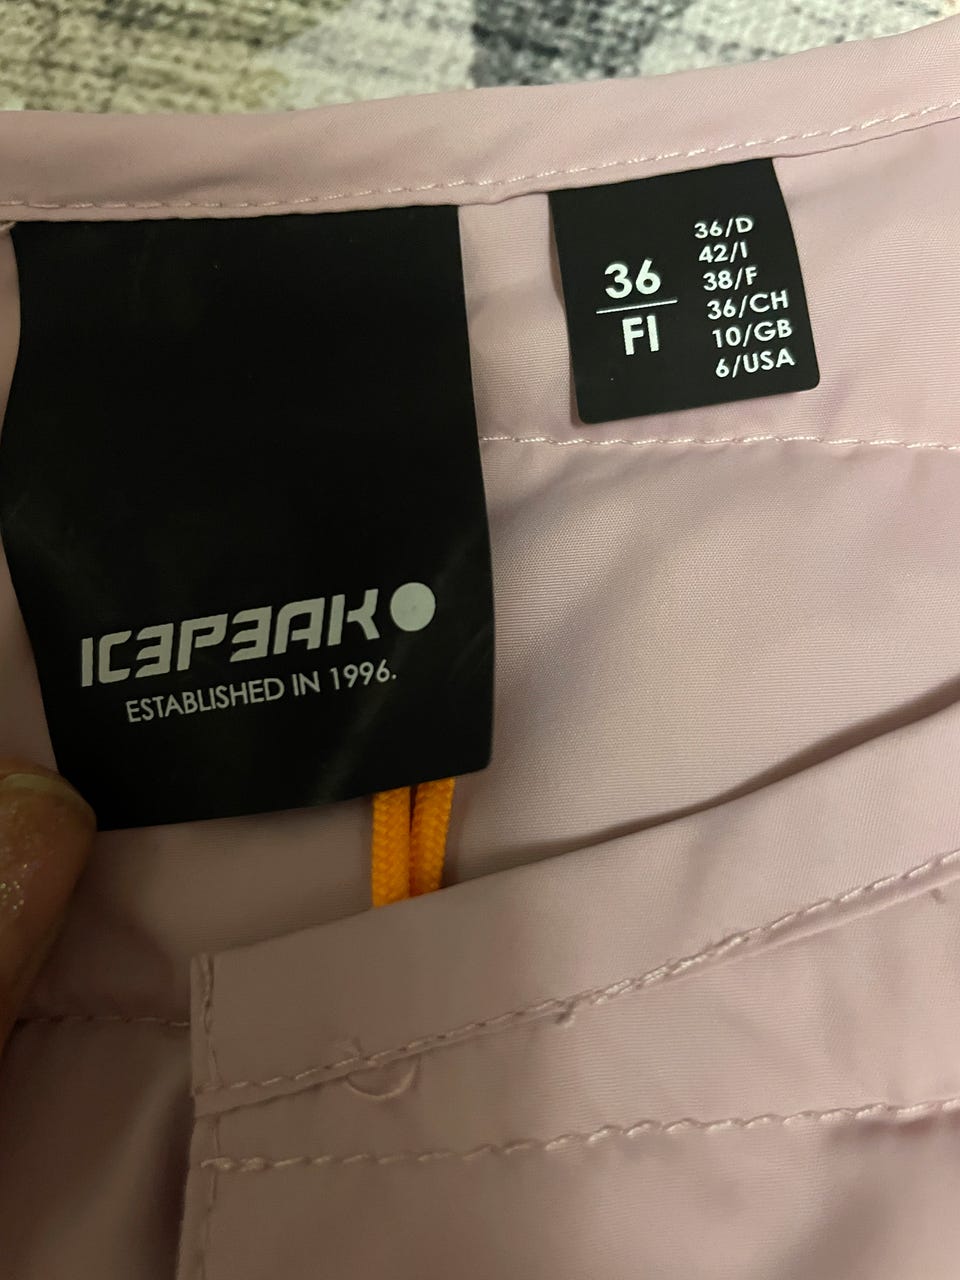 36
FI
36/D
42/I
38/F
36/CH
10/GB
6/USA
ICEPEAK
ESTABLISHED IN 1996.